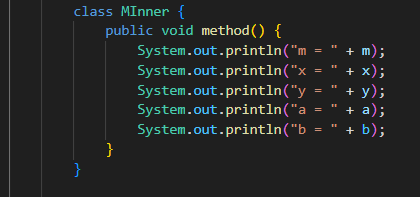 class MInner {
public void method() {
System.out.println("m = " + m);
System.out.println("x = " + x);
System.out.println("y = " + y);
System.out.println("a = " + a);
System.out.println("b = " + b);
}
}